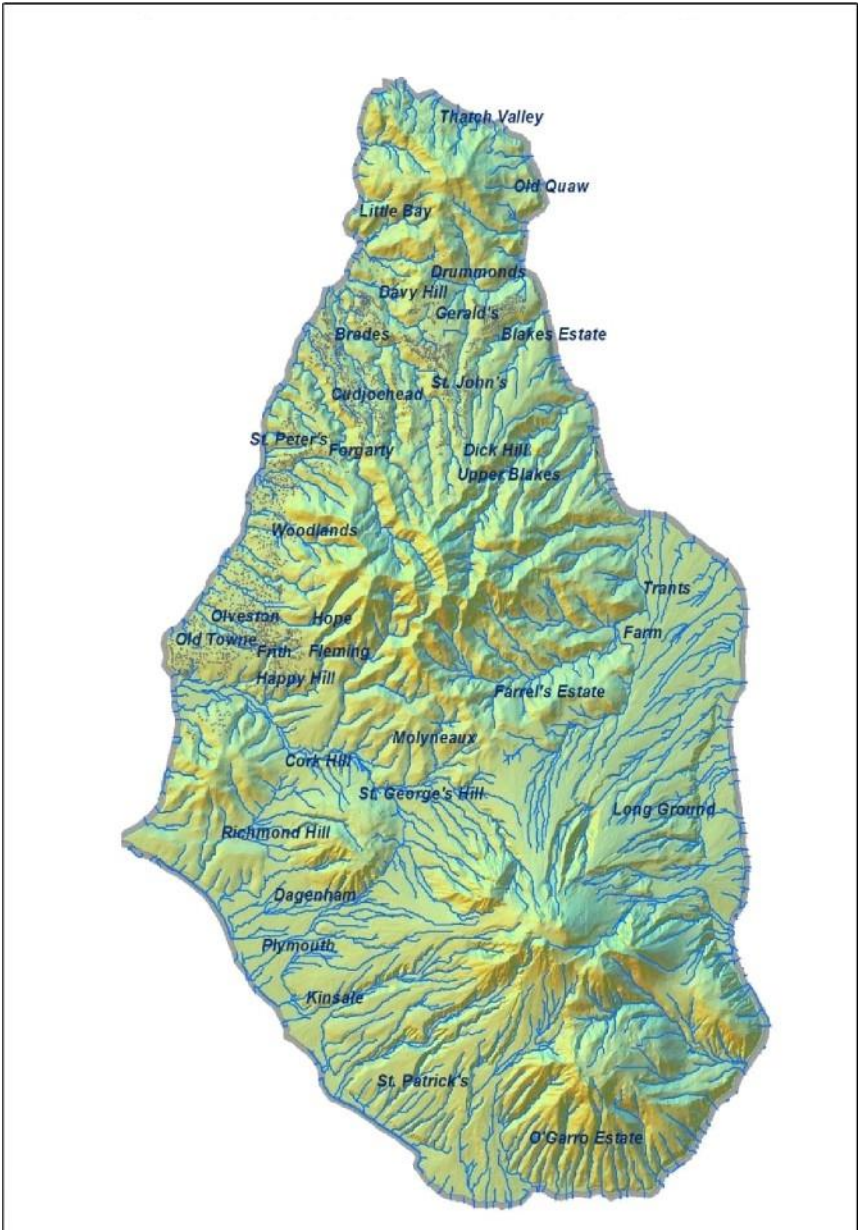 Thatch Valley
Old Quaw
Little Bay
Drummonds
Davy Hill
Gerald's
Brades
Blakes Estate
St. John's
Cudjoehead
St. Peter's
Forgarty
Dick Hill
Upper Blakes
Woodlands
Trants
Olveston
Hope
Old Towne
Farm
Frith
Fleming
Happy Hill
Farrel's Estate
Molyneaux
Cork Hill
St. George's Hill
Long Ground
Richmond Hill
Dagenham
Plymouth
Kinsale
St. Patrick's
O'Garro Estate